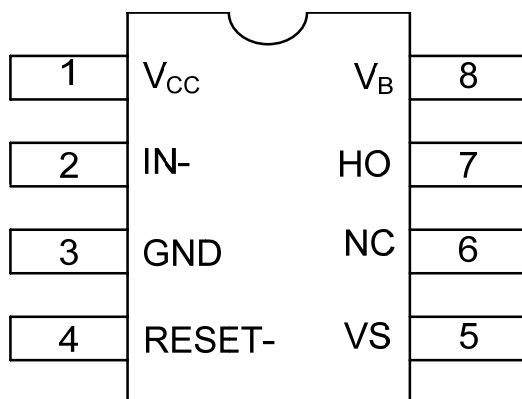 1 VCC VB 8
2 IN- HO 7
3 GND NC 6
4 RESET- VS 5